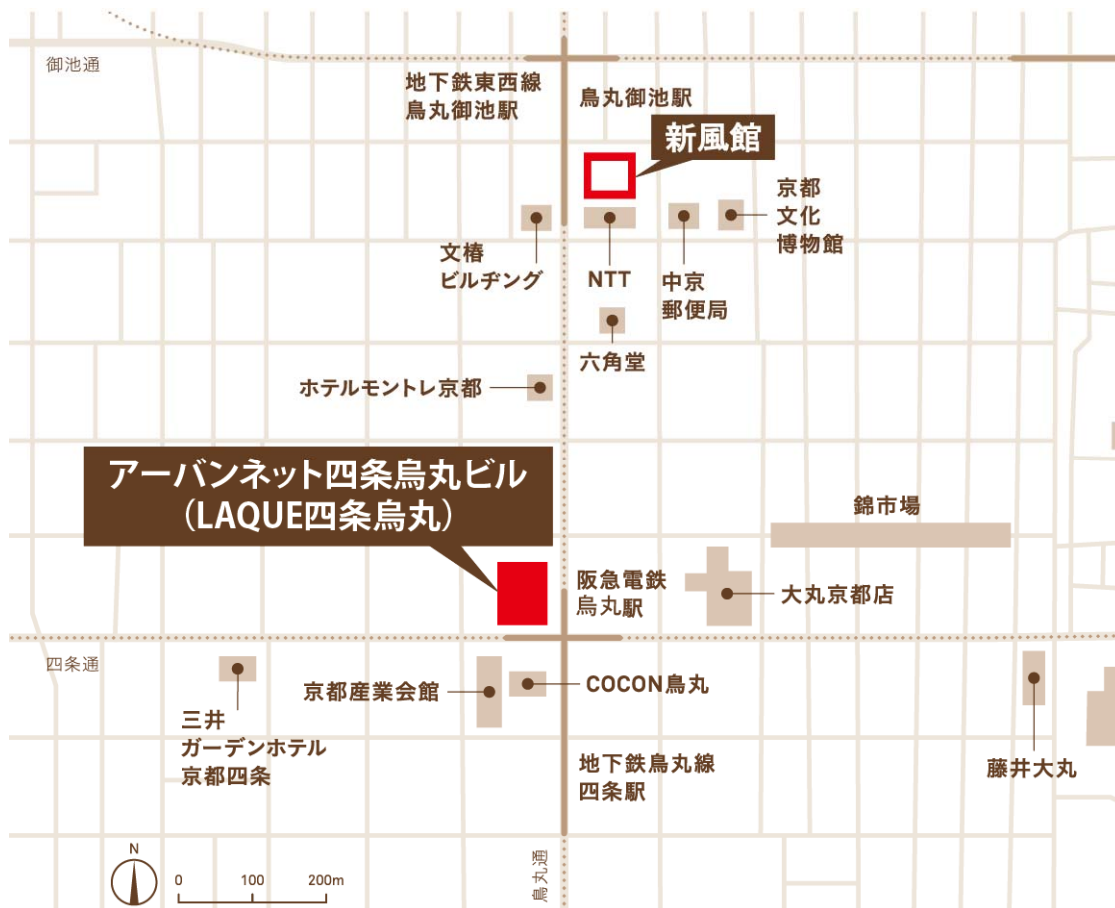 御池通
地下鉄東西線
烏丸御池駅
烏丸御池駅
新風館
京都
文化
博物館
文椿
ビルヂング
NTT
中京
郵便局
六角堂
ホテルモントレ京都
アーバンネット四条烏丸ビル
(LAQUE四条烏丸)
錦市場
阪急電鉄
烏丸駅
大丸京都店
四条通
京都産業会館
COCON烏丸
三井
ガーデンホテル
京都四条
地下鉄烏丸線
四条駅
藤井大丸
烏丸通
N
0 100 200m